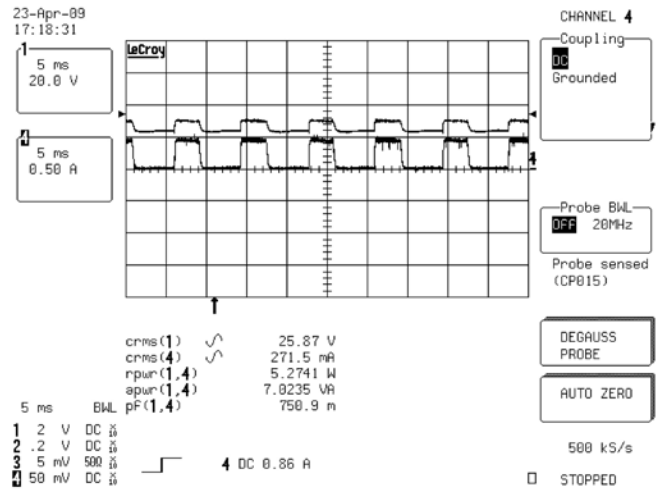 23-Apr-09
17:18:31
1
5 ms
20.0 V
4
5 ms
0.50 A
LeCroy
4
CHANNEL 4
Coupling
DC
Grounded
Probe BWL
OFF 20MHz
Probe sensed
(CP015)
DEGAUSS
PROBE
AUTO ZERO
crms(1) 25.87 V
crms(4) 271.5 mA
rpwr(1,4) 5.2741 W
apwr(1,4) 7.0235 VA
pf(1,4) 750.9 m
5 ms BWL
1 2 V DC
2 .2 V DC
3 5 mV 50Ω
4 50 mV DC
4 DC 0.86 A
500 kS/s
STOPPED